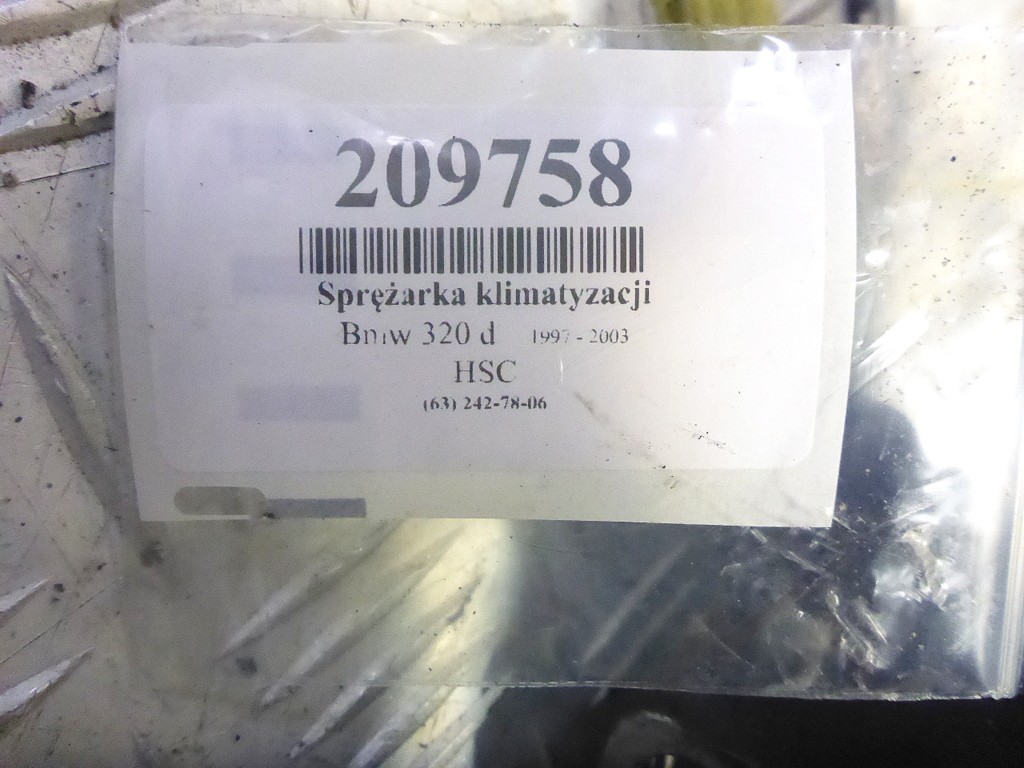 209758
Sprężarka klimatyzacji
Bmw 320 d 1997 - 2003
HSC
(63) 242-78-06